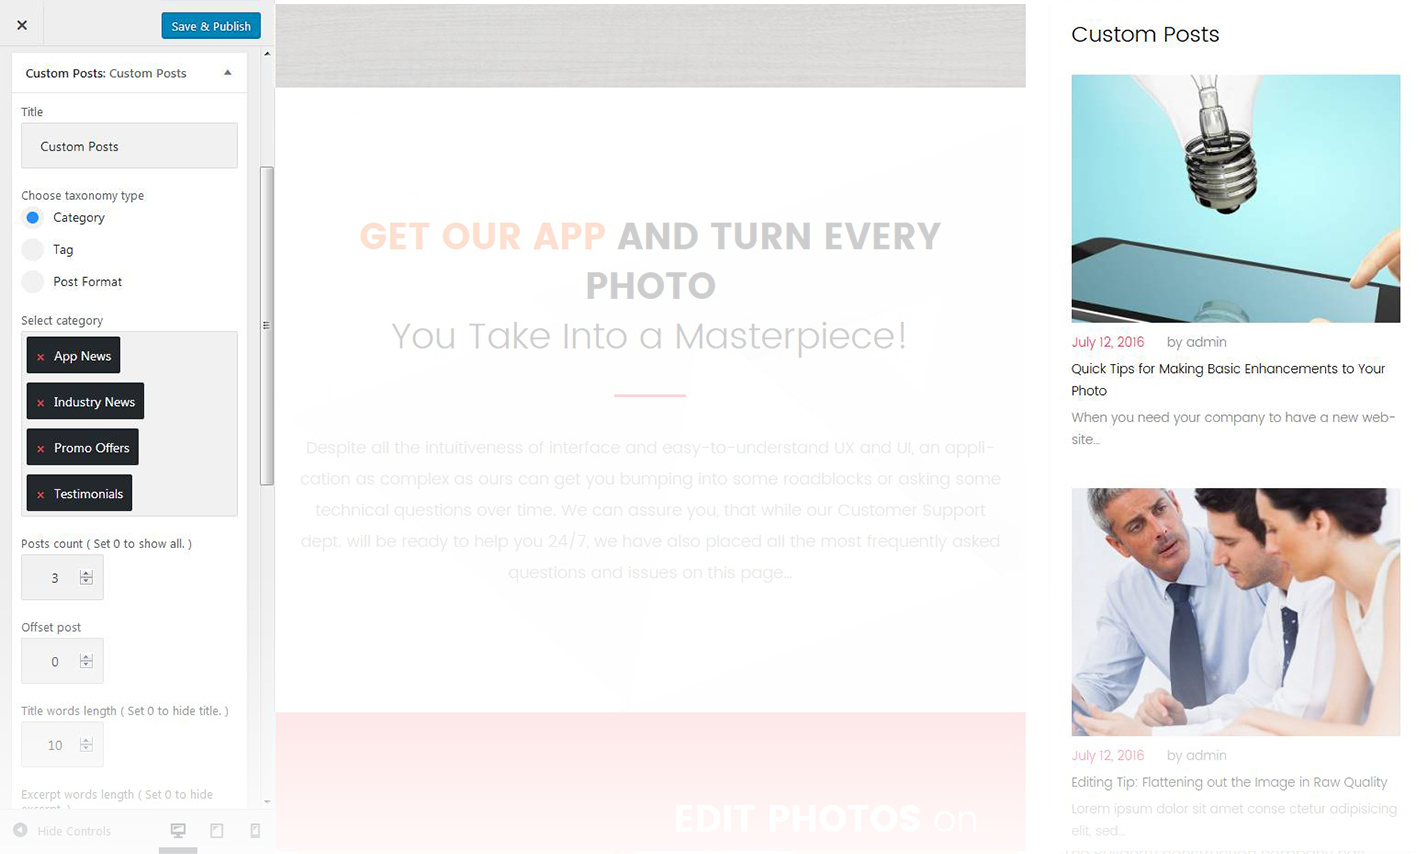 Save & Publish
Custom Posts: Custom Posts
Title
Custom Posts
Choose taxonomy type
Category
Tag
Post Format
Select category
× App News
× Industry News
× Promo Offers
× Testimonials
Posts count ( Set 0 to show all. )
3
Offset post
0
Title words length ( Set 0 to hide title. )
10
Excerpt words length ( Set 0 to hide
excerpt. )
Hide Controls
GET OUR APP AND TURN EVERY
PHOTO
You Take Into a Masterpiece!
Despite all the intuitiveness of interface and easy-to-understand UX and UI, an appli-
cation as complex as ours can get you bumping into some roadblocks or asking some
technical questions over time. We can assure you, that while our Customer Support
dept. will be ready to help you 24/7, we have also placed all the most frequently asked
questions and issues on this page...
EDIT PHOTOS on
Custom Posts
July 12, 2016 by admin
Quick Tips for Making Basic Enhancements to Your
Photo
When you need your company to have a new web-
site...
July 12, 2016 by admin
Editing Tip: Flattening out the Image in Raw Quality
Lorem ipsum dolor sit amet conse ctetur adipisicing
elit, sed...